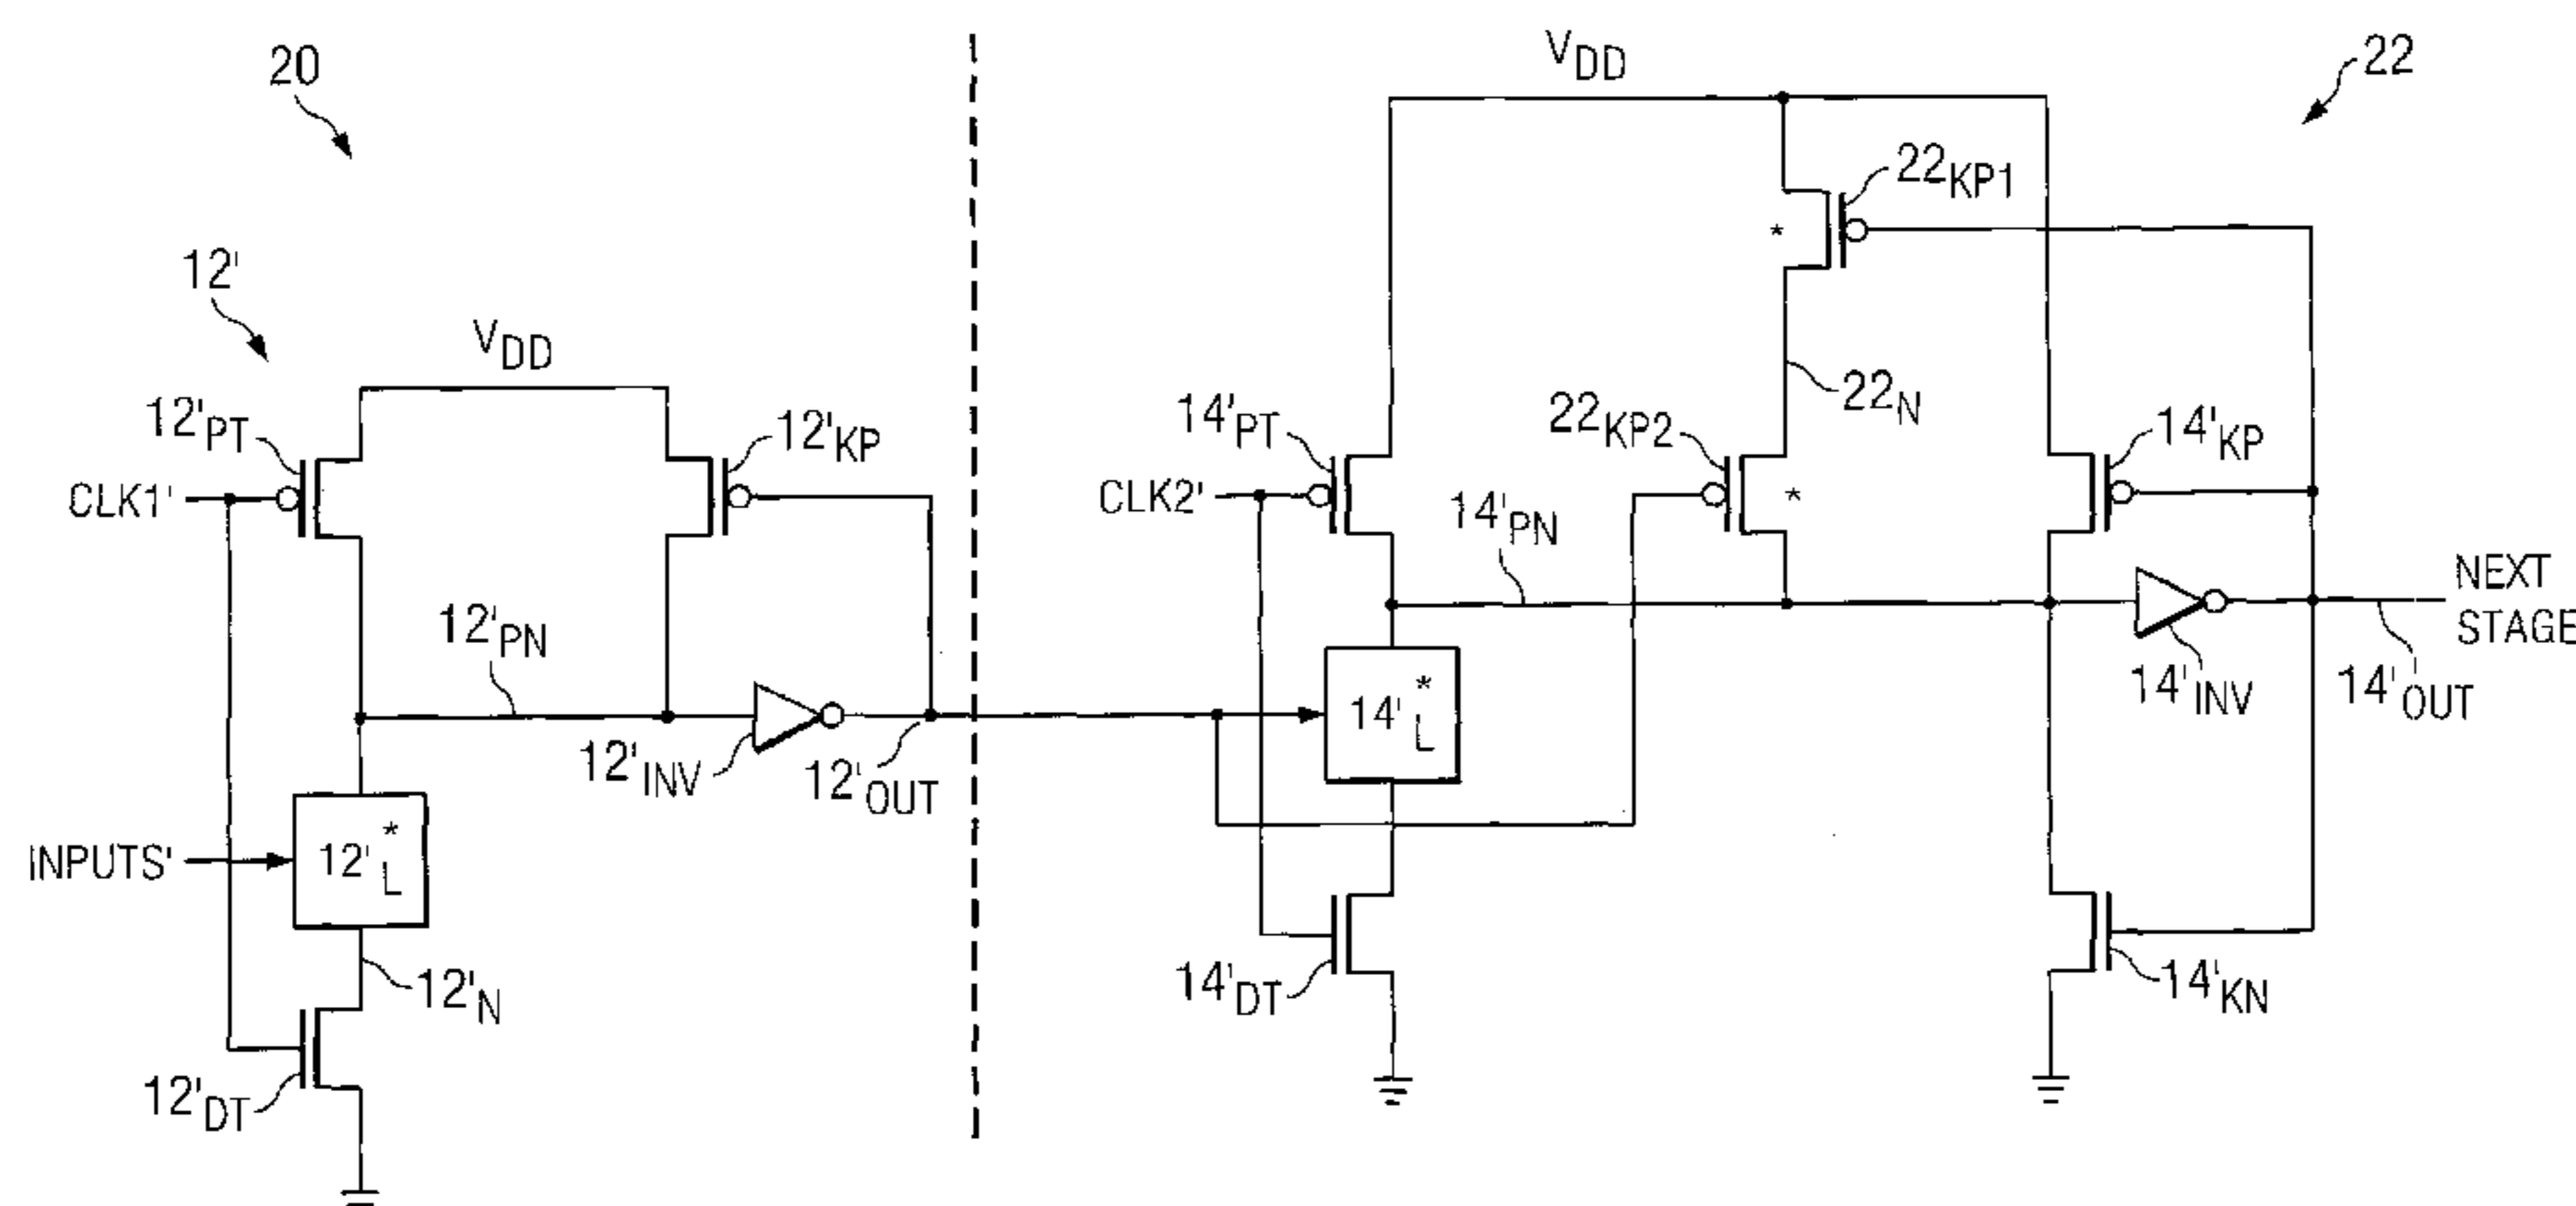 20
12'
VDD
12'PT
12'KP
CLK1'
12'PN
12'INV
12'OUT
INPUTS'
12' * L
12'N
12'DT
VDD
22
22KP1
*
22N
14'PT
22KP2
14'KP
CLK2'
14'PN
*
NEXT
STAGE
14'INV
14'OUT
14' * L
14'DT
14'KN